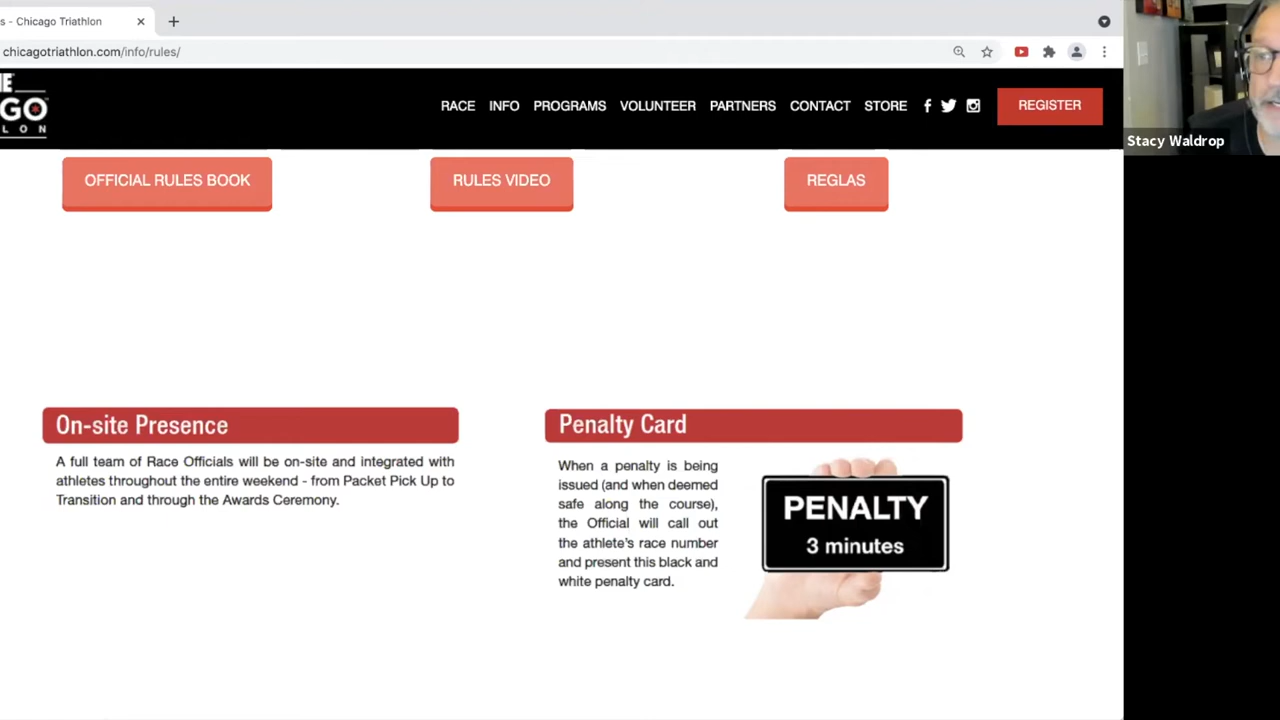 s - Chicago Triathlon
chicagotriathlon.com/info/rules/
GO
LON
RACE INFO PROGRAMS VOLUNTEER PARTNERS CONTACT STORE
REGISTER
Stacy Waldrop
OFFICIAL RULES BOOK
RULES VIDEO
REGLAS
On-site Presence
A full team of Race Officials will be on-site and integrated with
athletes throughout the entire weekend - from Packet Pick Up to
Transition and through the Awards Ceremony.
Penalty Card
When a penalty is being
issued (and when deemed
safe along the course),
the Official will call out
the athlete's race number
and present this black and
white penalty card.
PENALTY
3 minutes